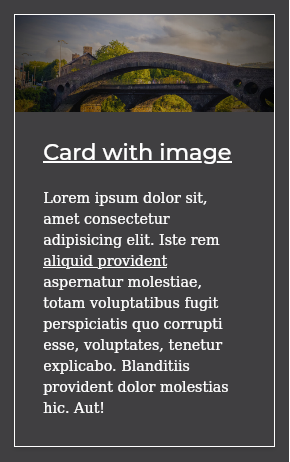 Card with image
Lorem ipsum dolor sit,
amet consectetur
adipisicing elit. Iste rem
aliquid provident
aspernatur molestiae,
totam voluptatibus fugit
perspiciatis quo corrupti
esse, voluptates, tenetur
explicabo. Blanditiis
provident dolor molestias
hic. Aut!